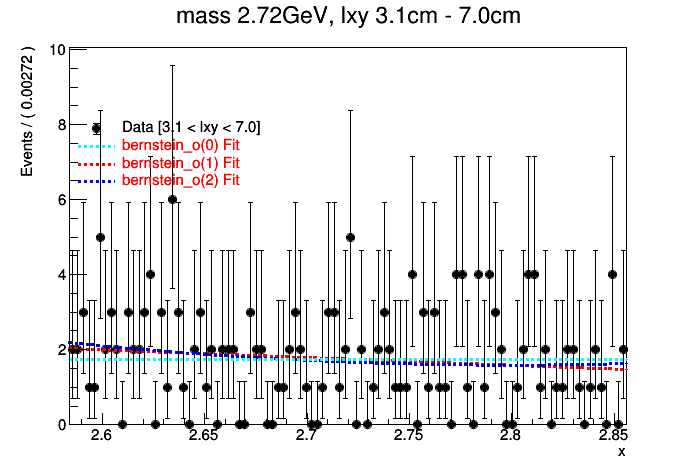 mass 2.72GeV, lxy 3.1cm - 7.0cm
Events / ( 0.00272 )
10
8
6
4
2
0
Data [3.1 < lxy < 7.0]
bernstein_o(0) Fit
bernstein_o(1) Fit
bernstein_o(2) Fit
2.6 2.65 2.7 2.75 2.8 2.85
x